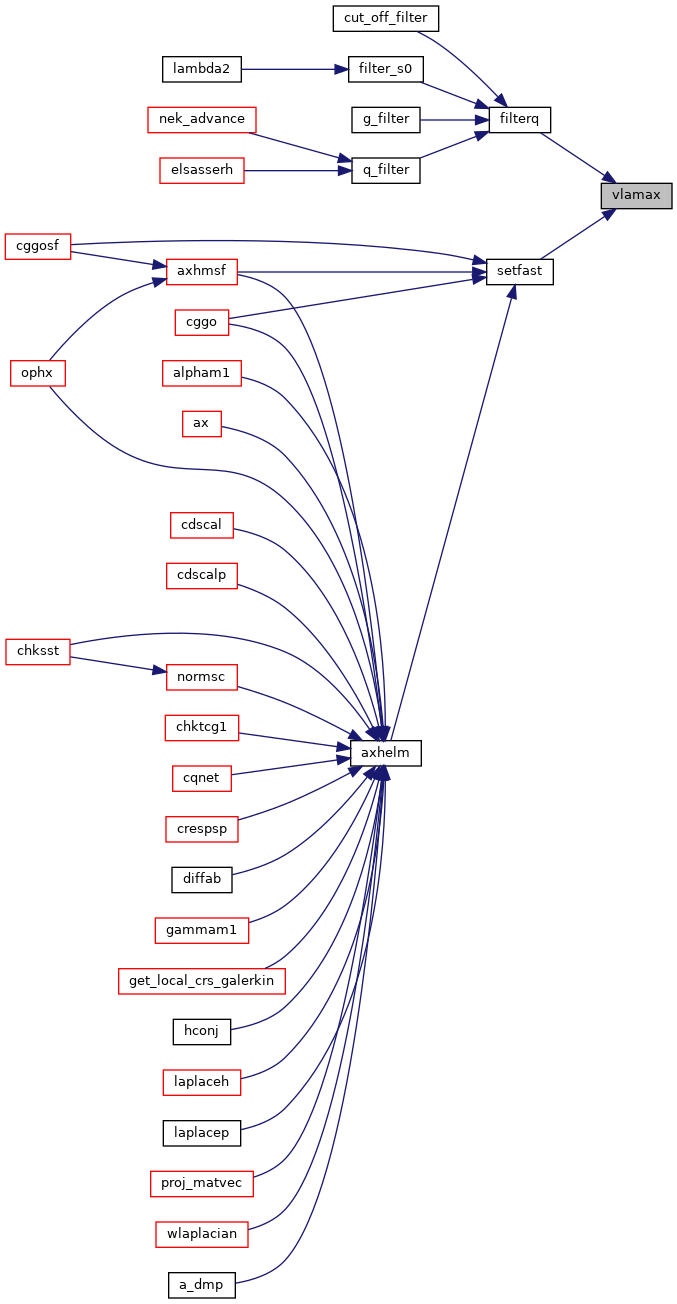 cut_off_filter
lambda2
filter_s0
nek_advance
g_filter
filterq
elsasserh
q_filter
vlamax
cggosf
axhmsf
setfast
cggo
ophx
alpham1
ax
cdscal
cdscalp
chksst
normsc
chktcg1
axhelm
cqnet
crespsp
diffab
gammam1
get_local_crs_galerkin
hconj
laplaceh
laplacep
proj_matvec
wlaplacian
a_dmp